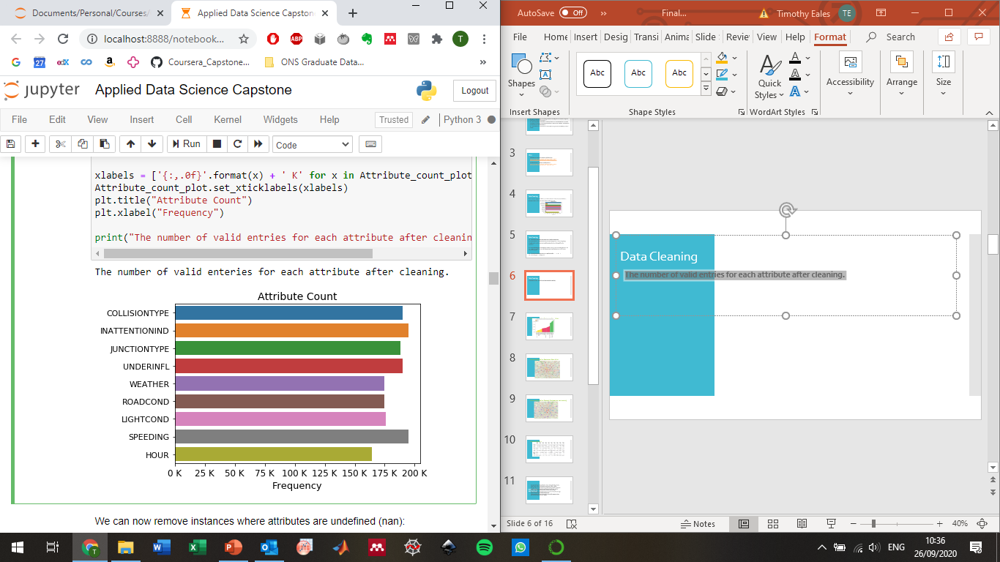 Documents/Personal/Courses/
Applied Data Science Capstone
localhost:8888/notebook...
Coursera_Capstone...
ONS Graduate Data...
jupyter
Applied Data Science Capstone
Logout
File Edit View Insert Cell Kernel Widgets Help
Trusted
Python 3
Run
Code
xlabels = ['{:,.0f}'.format(x) + ' K' for x in Attribute_count_plot
Attribute_count_plot.set_xticklabels(xlabels)
plt.title("Attribute Count")
plt.xlabel("Frequency")
print("The number of valid entries for each attribute after cleanin
The number of valid enteries for each attribute after cleaning.
Attribute Count
COLLISIONTYPE
INATTENTIONIND
JUNCTIONTYPE
UNDERINFL
WEATHER
ROADCOND
LIGHTCOND
SPEEDING
HOUR
0 K 25 K 50 K 75 K 100 K 125 K 150 K 175 K 200 K
Frequency
We can now remove instances where attributes are undefined (nan):
AutoSave Off
Final...
Timothy Eales
TE
File Home Insert Desig Transi Anima Slide Revie View Help Format
Search
Shapes
Abc Abc Abc
Quick
Styles
Accessibility
Arrange
Size
Insert Shapes
Shape Styles
WordArt Styles
3
4
5
6
7
8
9
10
11
Data Cleaning
The number of valid entries for each attribute after cleaning.
Slide 6 of 16
Notes
40%
ENG
10:36
26/09/2020